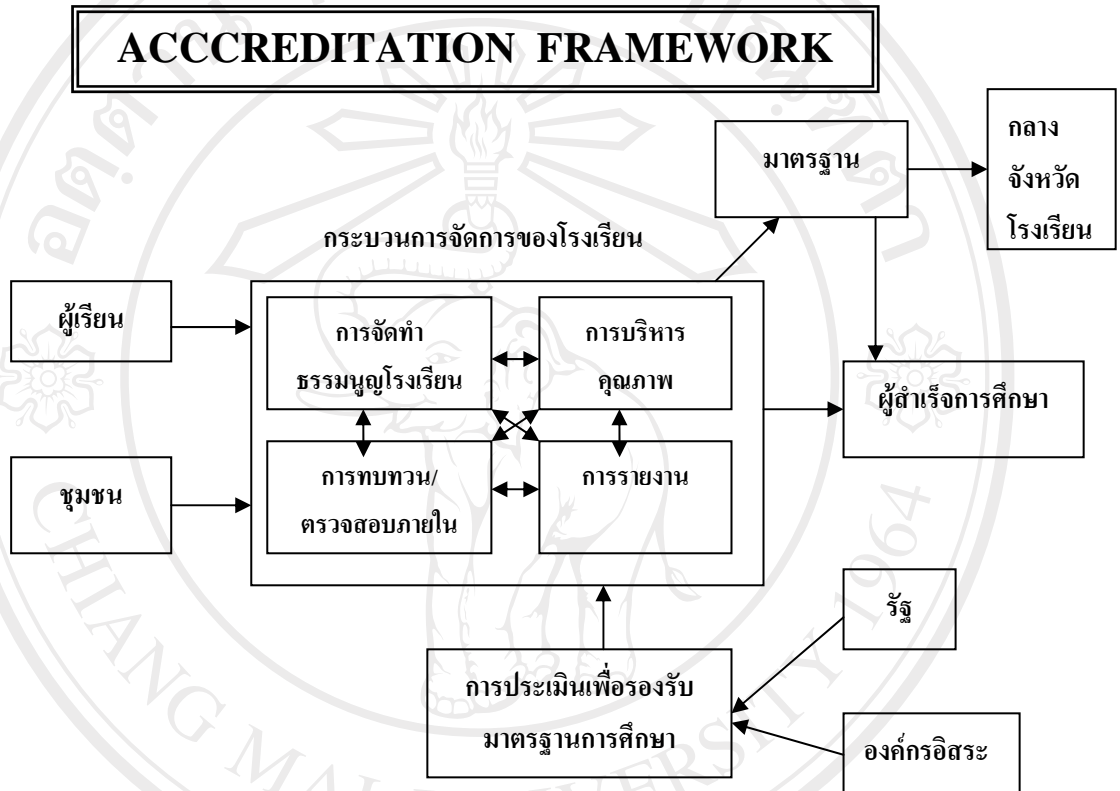 ACCCREDITATION FRAMEWORK
มาตรฐาน
กลาง
จังหวัด
โรงเรียน
กระบวนการจัดการของโรงเรียน
ผู้เรียน
การจัดทำ
ธรรมนูญโรงเรียน
การบริหาร
คุณภาพ
ผู้สำเร็จการศึกษา
ชุมชน
การทบทวน/
ตรวจสอบภายใน
การรายงาน
รัฐ
การประเมินเพื่อรองรับ
มาตรฐานการศึกษา
องค์กรอิสระ
CHIANG MAI UNIVERSITY 1964